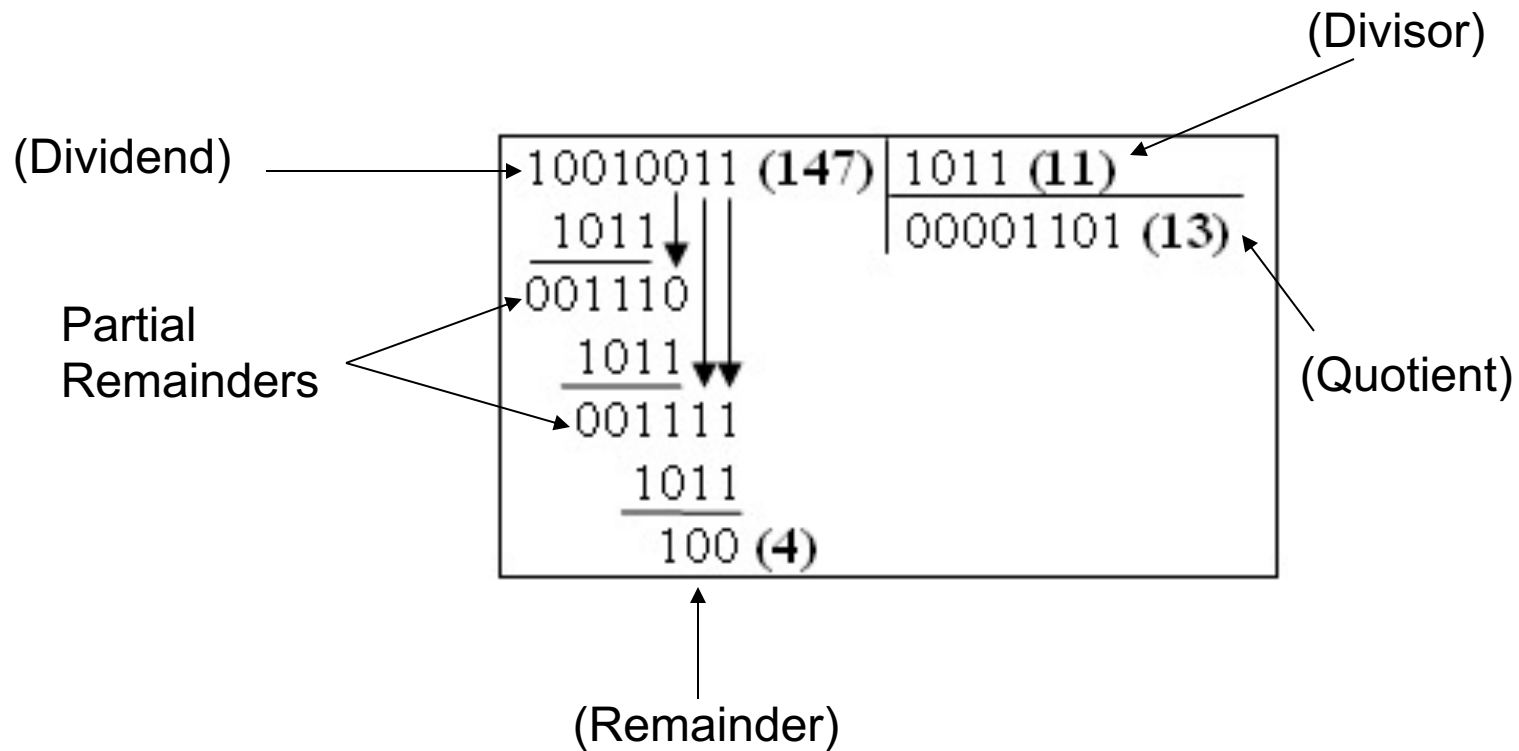 (Divisor)
(Dividend)
10010011 (147) 1011 (11)
1011 00001101 (13)
001110
Partial
Remainders
1011
(Quotient)
001111
1011
100 (4)
(Remainder)